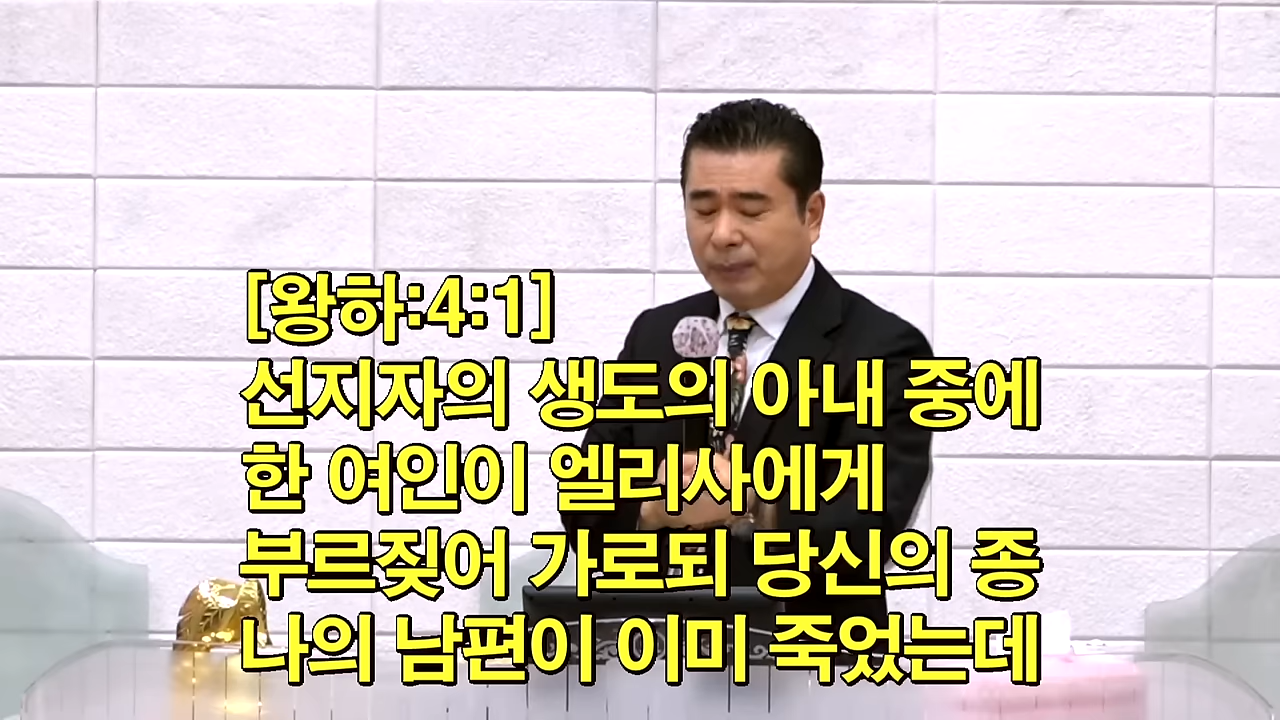 [왕하:4:1]
선지자의 생도의 아내 중에
한 여인이 엘리사에게
부르짖어 가로되 당신의 종
나의 남편이 이미 죽었는데